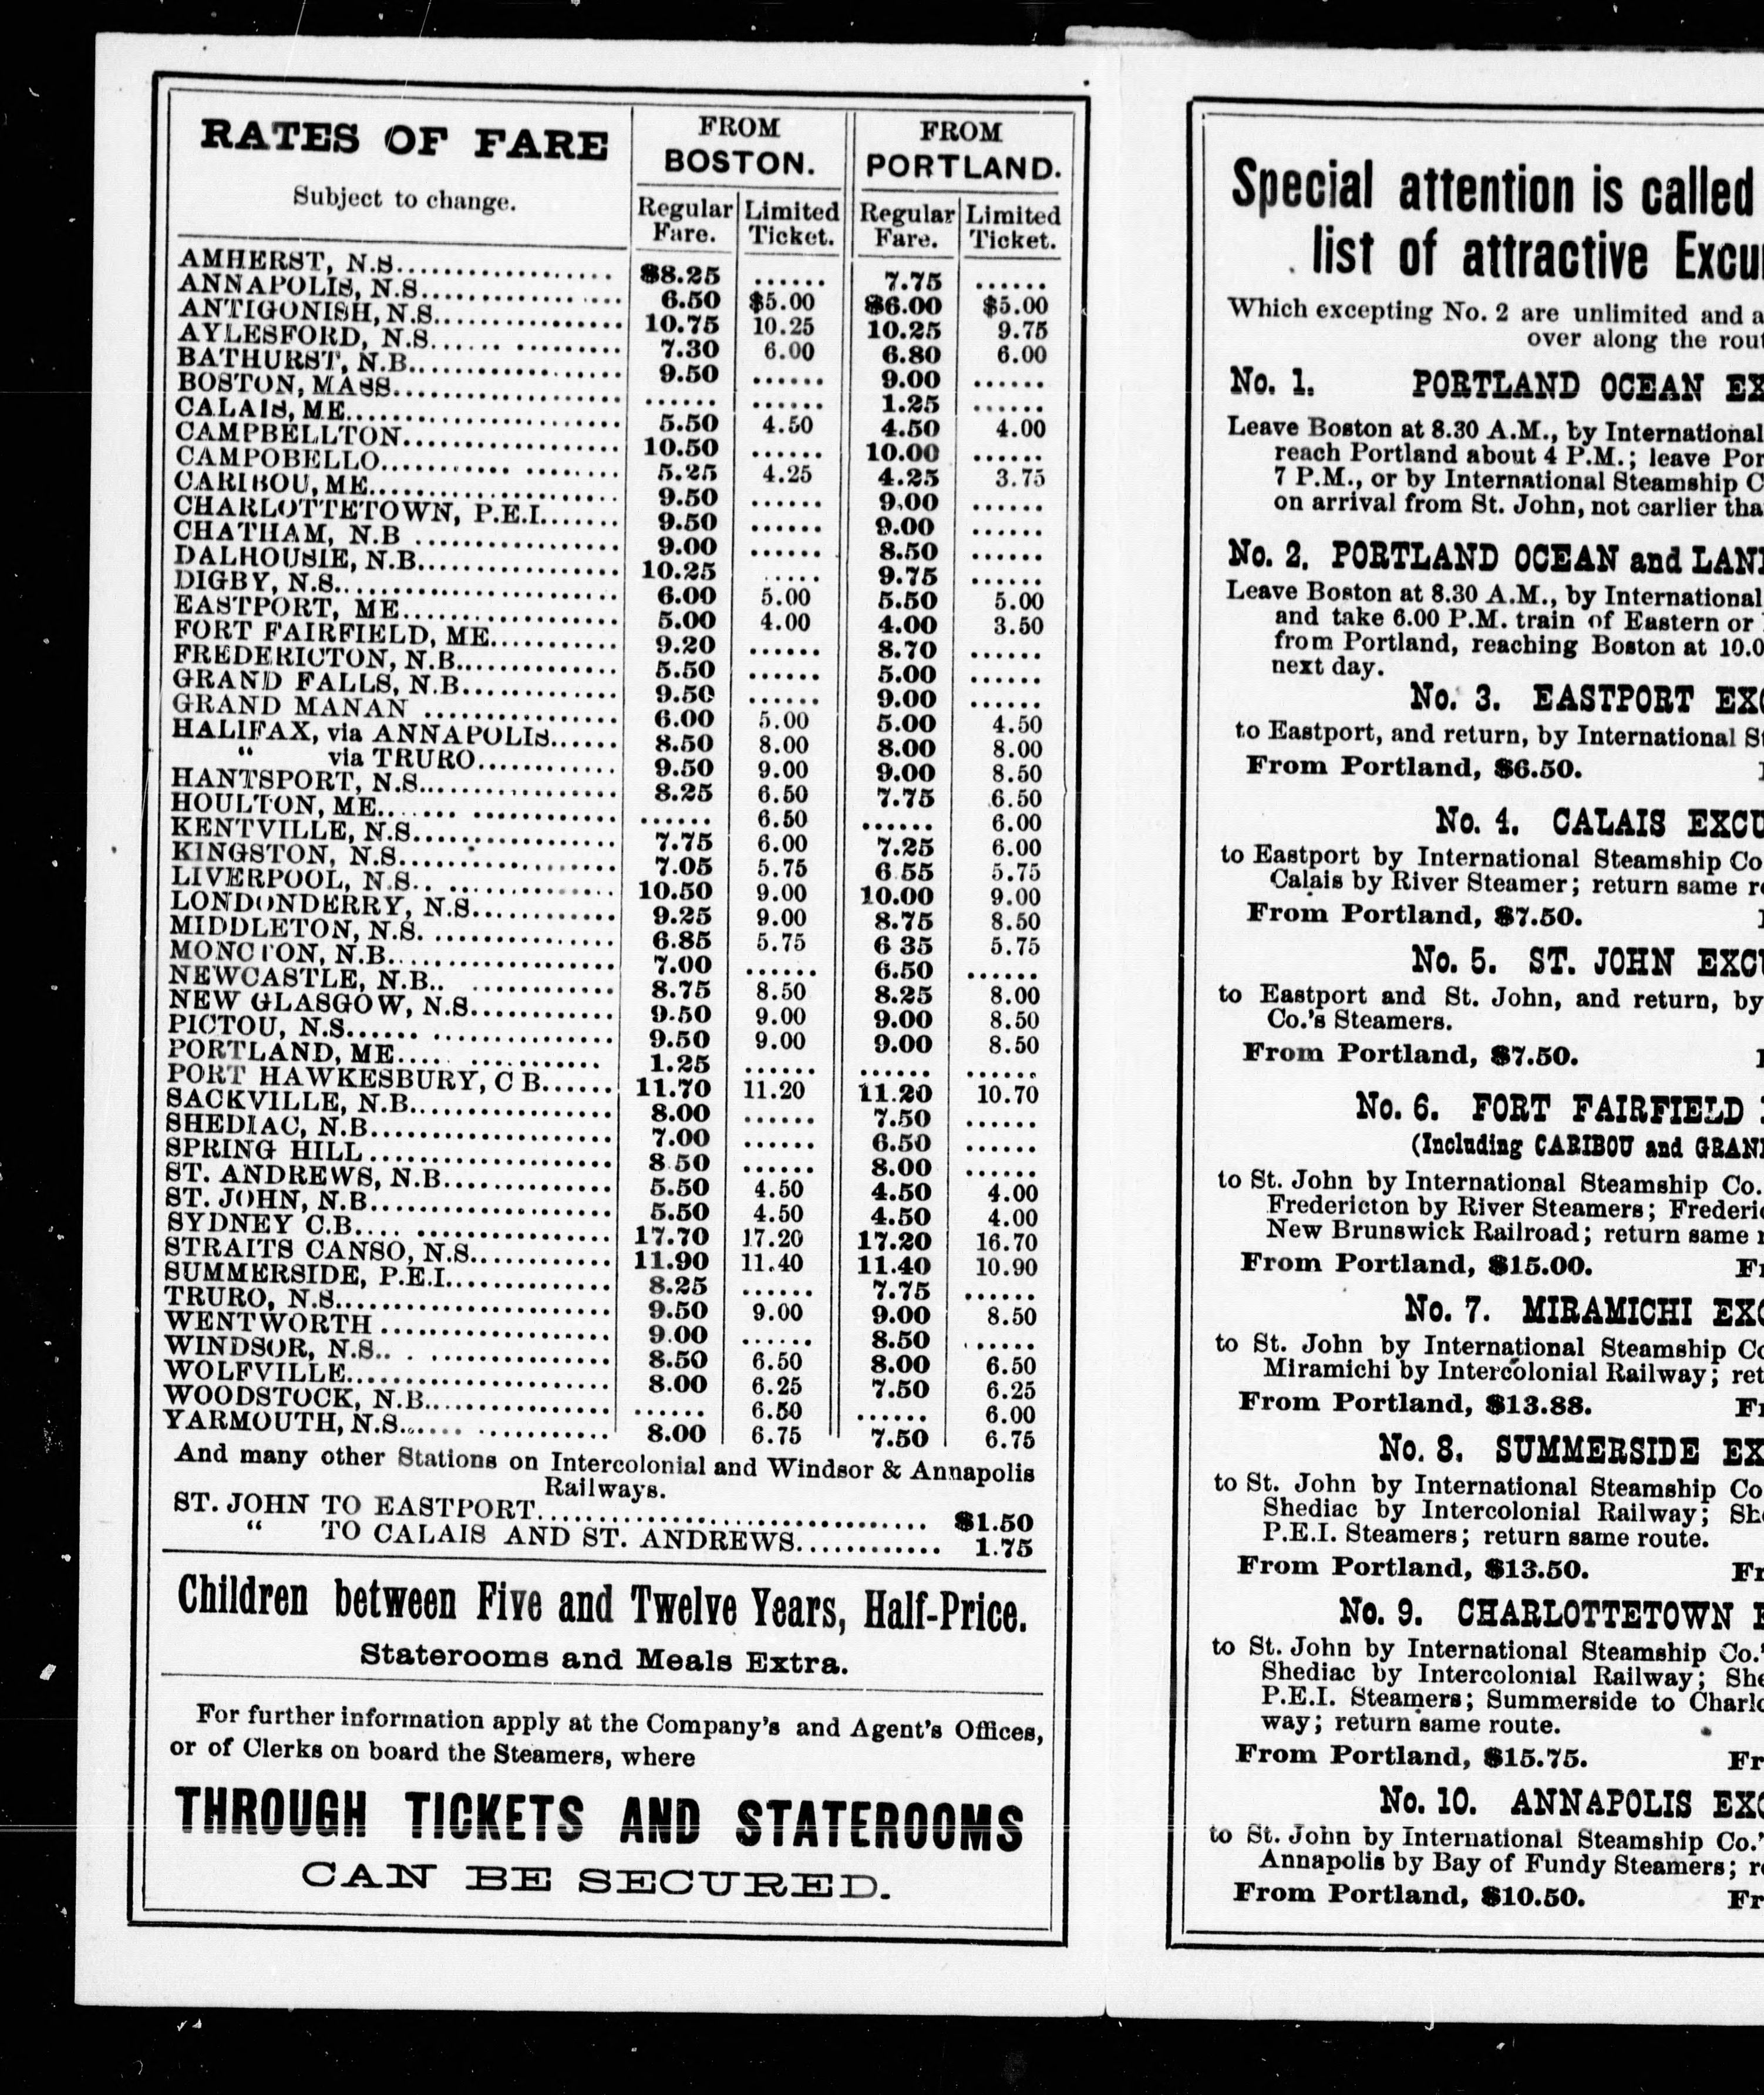 RATES OF FARE
Subject to change.
FROM BOSTON. FROM PORTLAND.
Regular Fare. Limited Ticket. Regular Fare. Limited Ticket.
AMHERST, N.S. $8.25 ...... 7.75 ......
ANNAPOLIS, N.S. 6.50 $5.00 $6.00 $5.00
ANTIGONISH, N.S. 10.75 10.25 10.25 9.75
AYLESFORD, N.S. 7.30 6.00 6.80 6.00
BATHURST, N.B. 9.50 ...... 9.00 ......
BOSTON, MASS. ...... ...... 1.25 ......
CALAIS, ME. 5.50 4.50 4.50 4.00
CAMPBELLTON. 10.50 ...... 10.00 ......
CAMPOBELLO. 5.25 4.25 4.25 3.75
CARIBOU, ME. 9.50 ...... 9.00 ......
CHARLOTTETOWN, P.E.I. 9.50 ...... 9.00 ......
CHATHAM, N.B 9.00 ...... 8.50 ......
DALHOUSIE, N.B. 10.25 ..... 9.75 ......
DIGBY, N.S. 6.00 5.00 5.50 5.00
EASTPORT, ME. 5.00 4.00 4.00 3.50
FORT FAIRFIELD, ME. 9.20 ...... 8.70 ......
FREDERICTON, N.B. 5.50 ...... 5.00 ......
GRAND FALLS, N.B. 9.50 ...... 9.00 ......
GRAND MANAN 6.00 5.00 5.00 4.50
HALIFAX, via ANNAPOLIS. 8.50 8.00 8.00 8.00
" via TRURO. 9.50 9.00 9.00 8.50
HANTSPORT, N.S. 8.25 6.50 7.75 6.50
HOULTON, ME. ...... 6.50 ...... 6.00
KENTVILLE, N.S. 7.75 6.00 7.25 6.00
KINGSTON, N.S. 7.05 5.75 6 55 5.75
LIVERPOOL, N.S. 10.50 9.00 10.00 9.00
LONDONDERRY, N.S. 9.25 9.00 8.75 8.50
MIDDLETON, N.S. 6.85 5.75 6 35 5.75
MONCTON, N.B. 7.00 ...... 6.50 ......
NEWCASTLE, N.B. 8.75 8.50 8.25 8.00
NEW GLASGOW, N.S. 9.50 9.00 9.00 8.50
PICTOU, N.S. 9.50 9.00 9.00 8.50
PORTLAND, ME. 1.25 ...... ...... ......
PORT HAWKESBURY, C B. 11.70 11.20 11.20 10.70
SACKVILLE, N.B. 8.00 ...... 7.50 ......
SHEDIAC, N.B. 7.00 ...... 6.50 ......
SPRING HILL 8 50 ...... 8.00 ......
ST. ANDREWS, N.B. 5.50 4.50 4.50 4.00
ST. JOHN, N.B. 5.50 4.50 4.50 4.00
SYDNEY C.B. 17.70 17.20 17.20 16.70
STRAITS CANSO, N.S. 11.90 11.40 11.40 10.90
SUMMERSIDE, P.E.I. 8.25 ...... 7.75 ......
TRURO, N.S. 9.50 9.00 9.00 8.50
WENTWORTH 9.00 ...... 8.50 ......
WINDSOR, N.S. 8.50 6.50 8.00 6.50
WOLFVILLE. 8.00 6.25 7.50 6.25
WOODSTOCK, N.B. ...... 6.50 ...... 6.00
YARMOUTH, N.S. 8.00 6.75 7.50 6.75
And many other Stations on Intercolonial and Windsor & Annapolis
Railways.
ST. JOHN TO EASTPORT. $1.50
" TO CALAIS AND ST. ANDREWS. 1.75
Children between Five and Twelve Years, Half-Price.
Staterooms and Meals Extra.
For further information apply at the Company's and Agent's Offices,
or of Clerks on board the Steamers, where
THROUGH TICKETS AND STATEROOMS
CAN BE SECURED.
Special attention is called
list of attractive Excu
Which excepting No. 2 are unlimited and a
over along the rout
No. 1. PORTLAND OCEAN EX
Leave Boston at 8.30 A.M., by International
reach Portland about 4 P.M.; leave Por
7 P.M., or by International Steamship C
on arrival from St. John, not earlier tha
No. 2. PORTLAND OCEAN and LAN
Leave Boston at 8.30 A.M., by International
and take 6.00 P.M. train of Eastern or
from Portland, reaching Boston at 10.0
next day.
No. 3. EASTPORT EXC
to Eastport, and return, by International St
From Portland, $6.50.
No. 4. CALAIS EXCU
to Eastport by International Steamship Co
Calais by River Steamer; return same r
From Portland, $7.50.
No. 5. ST. JOHN EXCU
to Eastport and St. John, and return, by
Co.'s Steamers.
From Portland, $7.50.
No. 6. FORT FAIRFIELD
(Including CARIBOU and GRAN
to St. John by International Steamship Co.
Fredericton by River Steamers; Frederic
New Brunswick Railroad; return same r
From Portland, $15.00. Fr
No. 7. MIRAMICHI EXC
to St. John by International Steamship Co
Miramichi by Intercolonial Railway; ret
From Portland, $13.88. Fr
No. 8. SUMMERSIDE EX
to St. John by International Steamship Co
Shediac by Intercolonial Railway; Sh
P.E.I. Steamers; return same route.
From Portland, $13.50. Fr
No. 9. CHARLOTTETOWN E
to St. John by International Steamship Co.'
Shediac by Intercolonial Railway; She
P.E.I. Steamers; Summerside to Charlo
way; return same route.
From Portland, $15.75. Fr
No. 10. ANNAPOLIS EXC
to St. John by International Steamship Co.'
Annapolis by Bay of Fundy Steamers; r
From Portland, $10.50. Fr